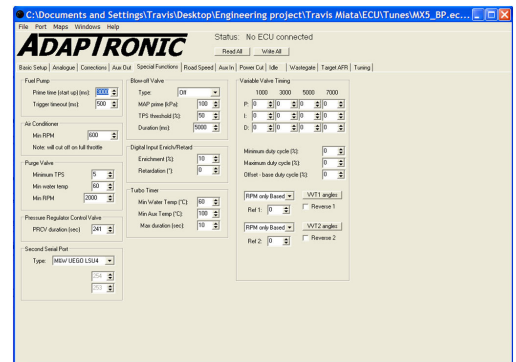 C:\Documents and Settings\Travis\Desktop\Engineering project\Travis Miata\ECU\Tunes\MX5_BP.ec...
File Port Maps Windows Help
ADAPTRONIC
Status: No ECU connected
Read All Write All
Basic Setup Analogue Corrections Aux Out Special Functions Road Speed Aux In Power Cut Idle Wastegate Target AFR Tuning
Fuel Pump
Prime time (start up) (ms): 3000
Trigger timeout (ms): 500
Air Conditioner
Min RPM 600
Note: will cut off on full throttle
Purge Valve
Minimum TPS 5
Min water temp 60
Min RPM 2000
Pressure Regulator Control Valve
PRCV duration (sec) 241
Second Serial Port
Type: M&W UEGO LSU4
254
253
Blow-off Valve
Type: Off
MAP prime (kPa): 100
TPS threshold (%): 50
Duration (ms): 5000
Digital Input Enrich/Retard
Enrichment (%): 10
Retardation (°): 0
Turbo Timer
Min Water Temp (°C): 60
Min Aux Temp (°C): 100
Max duration (sec): 10
Variable Valve Timing
1000 3000 5000 7000
P: 0 0 0 0
I: 0 0 0 0
D: 0 0 0 0
Minimum duty cycle (%): 0
Maximum duty cycle (%): 0
Offset - base duty cycle (%): 0
RPM only Based VVT1 angles
Ref 1: 0 Reverse 1
RPM only Based VVT2 angles
Ref 2: 0 Reverse 2